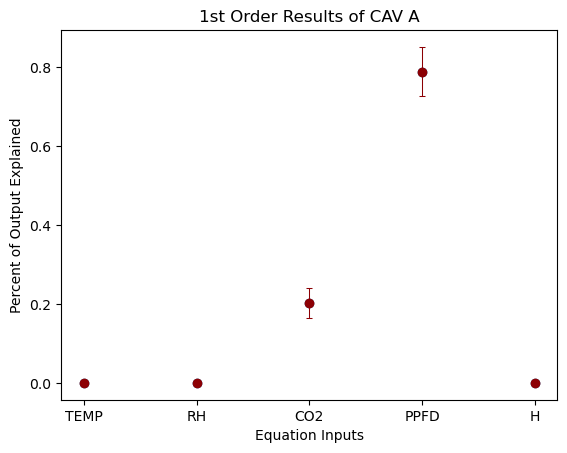 1st Order Results of CAV A
Percent of Output Explained
0.8
0.6
0.4
0.2
0.0
TEMP RH CO2 PPFD H
Equation Inputs